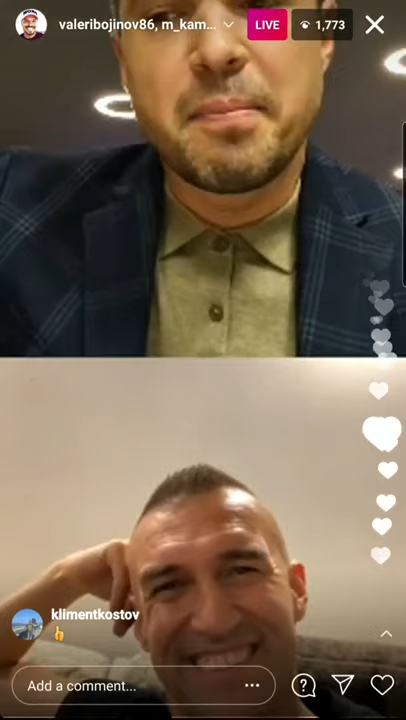 valeribojinov86, m_kam...
LIVE
1,773
klimentkostov
👍
Add a comment...